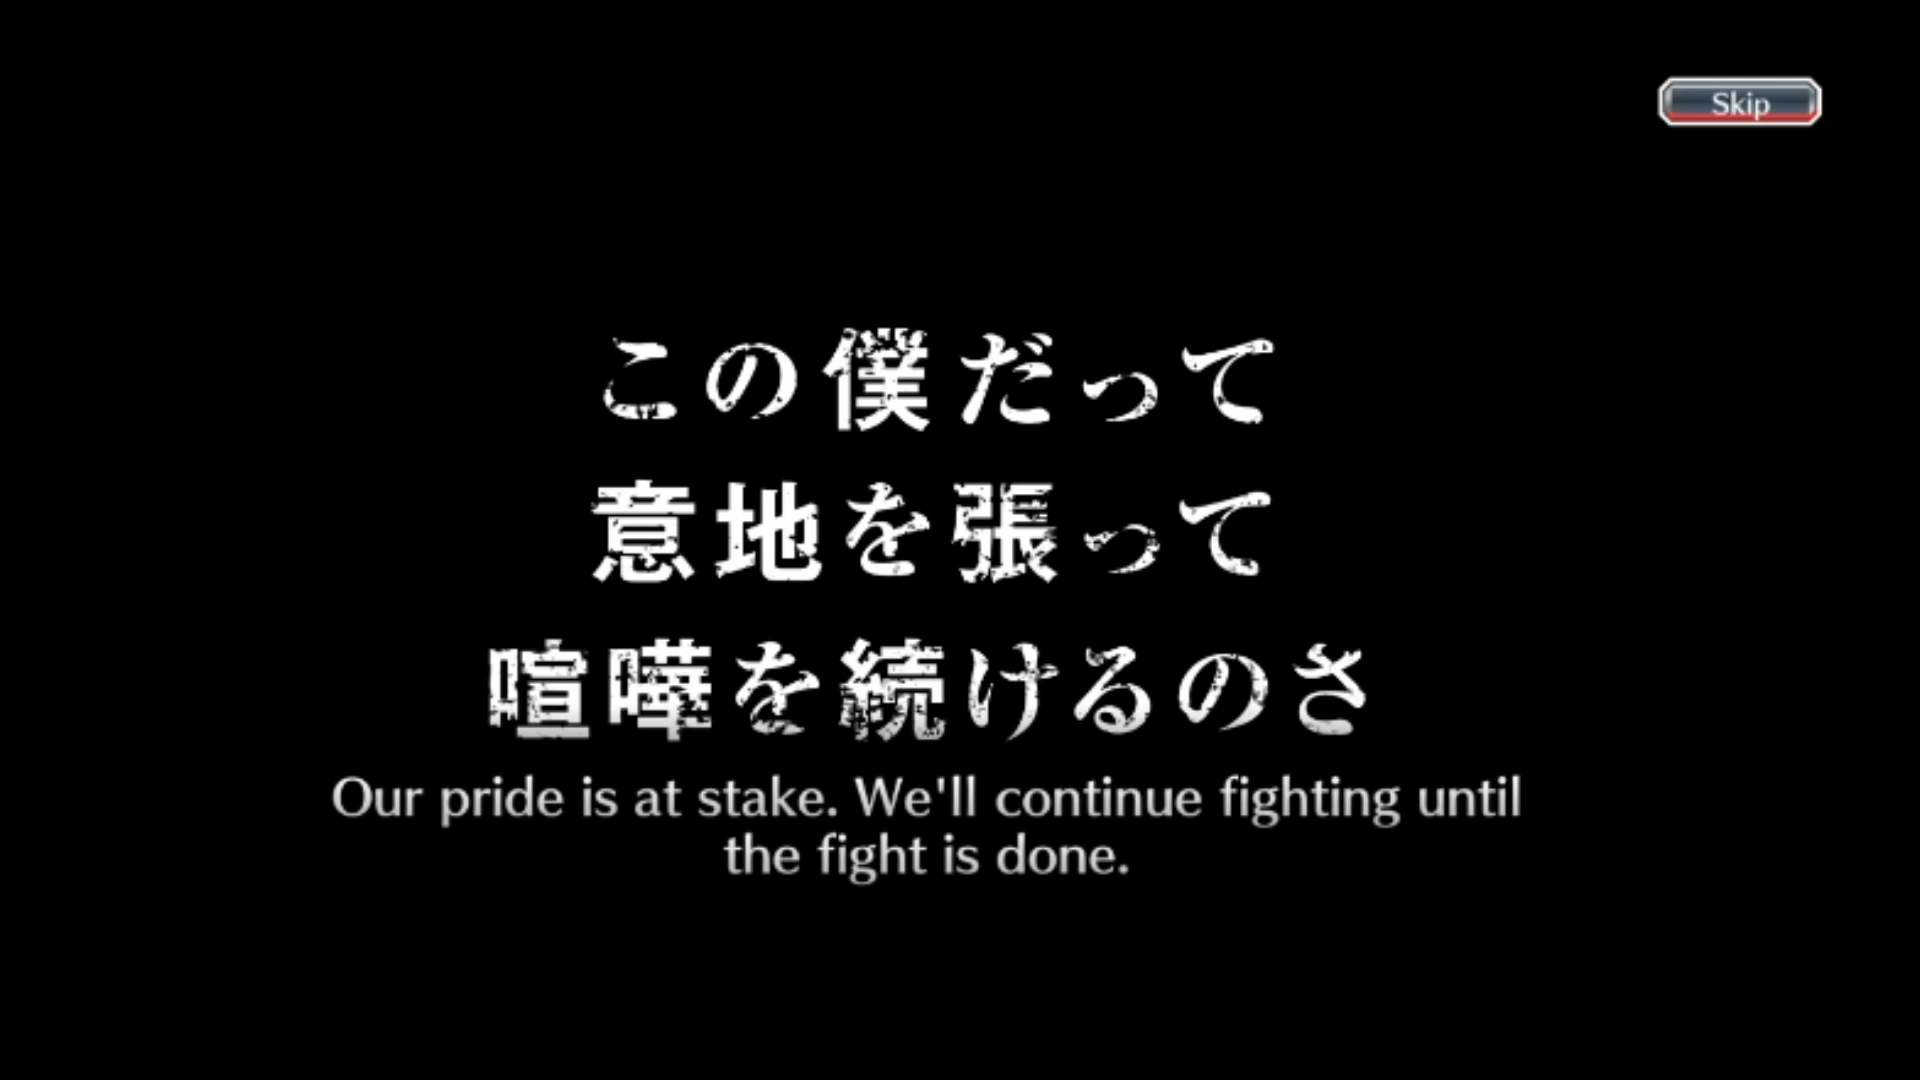 Skip
この僕だって
意地を張って
喧嘩を続けるのさ
Our pride is at stake. We'll continue fighting until
the fight is done.